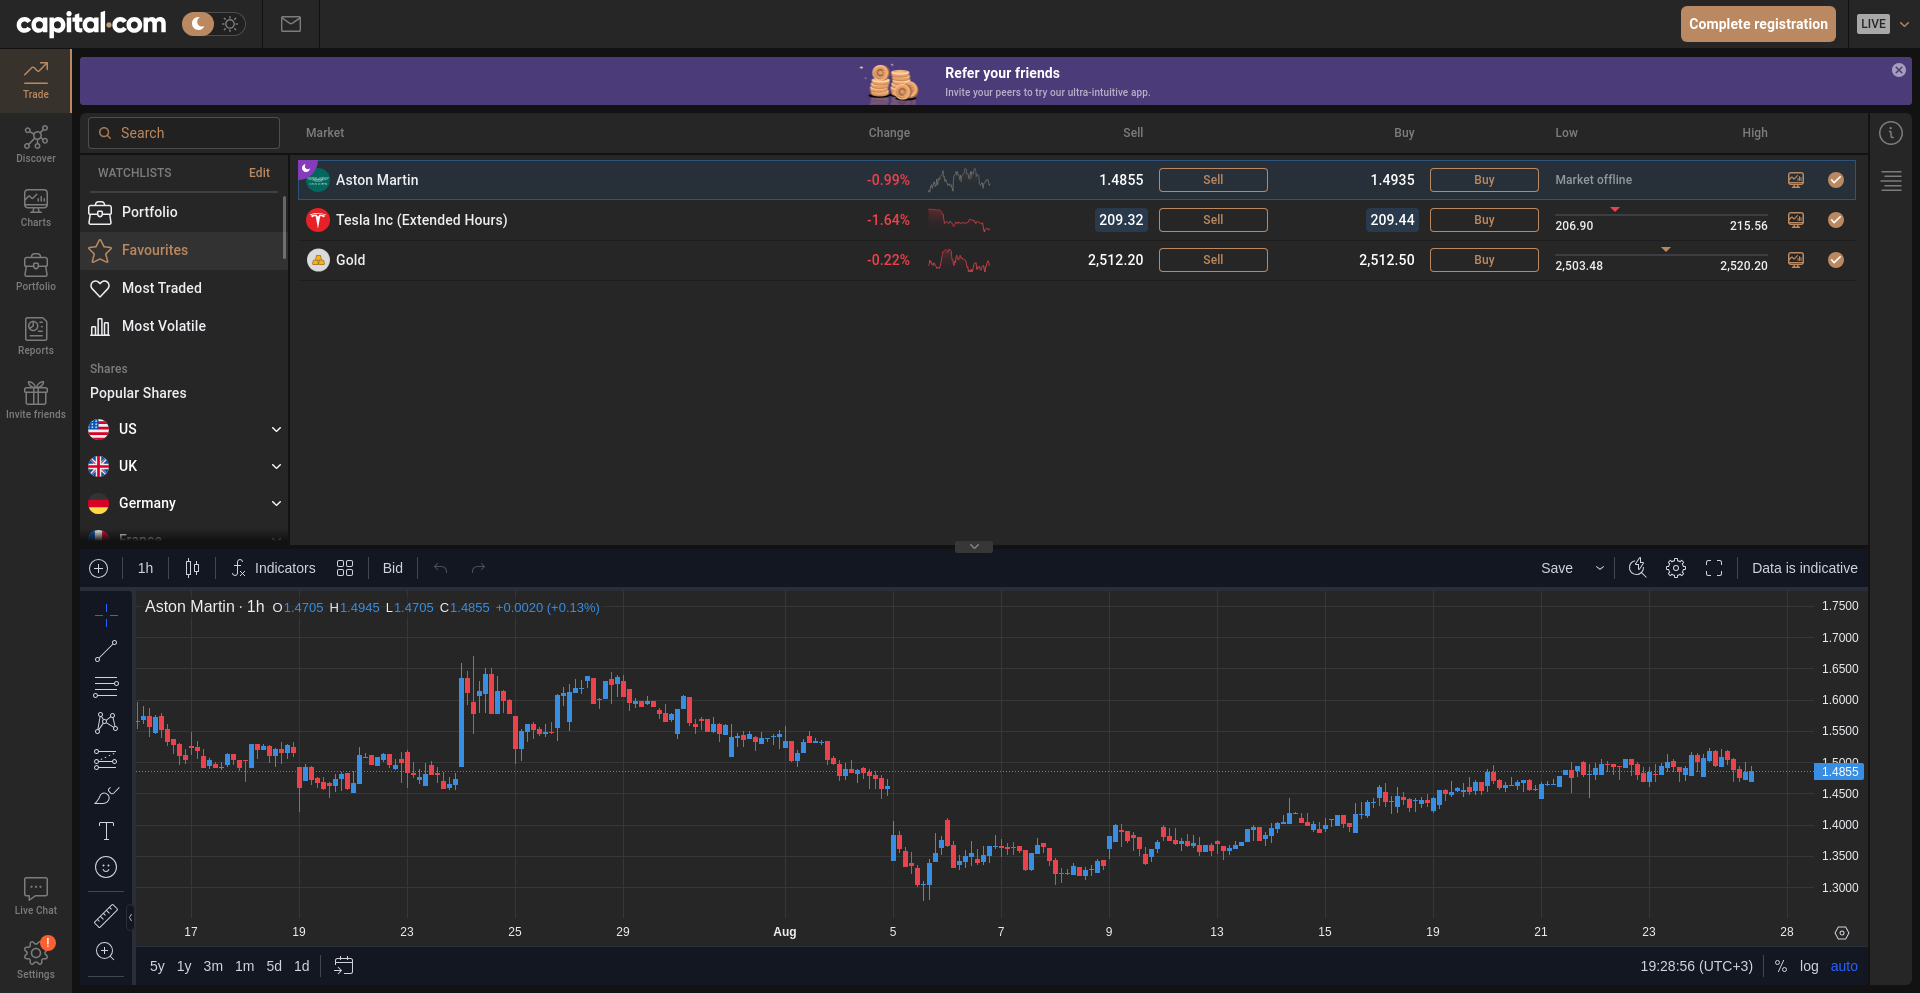 capital.com
Complete registration
LIVE
Refer your friends
Invite your peers to try our ultra-intuitive app.
Trade
Discover
Charts
Portfolio
Reports
Invite friends
Live Chat
!
Settings
Search
WATCHLISTS Edit
Portfolio
Favourites
Most Traded
Most Volatile
Shares
Popular Shares
US
UK
Germany
France
Market Change Sell Buy Low High
Aston Martin -0.99% 1.4855 Sell 1.4935 Buy Market offline
Tesla Inc (Extended Hours) -1.64% 209.32 Sell 209.44 Buy 206.90 215.56
Gold -0.22% 2,512.20 Sell 2,512.50 Buy 2,503.48 2,520.20
1h Indicators Bid Save Data is indicative
Aston Martin · 1h O1.4705 H1.4945 L1.4705 C1.4855 +0.0020 (+0.13%)
1.7500
1.7000
1.6500
1.6000
1.5500
1.5000
1.4855
1.4500
1.4000
1.3500
1.3000
17 19 23 25 29 Aug 5 7 9 13 15 19 21 23 28
5y 1y 3m 1m 5d 1d 19:28:56 (UTC+3) % log auto